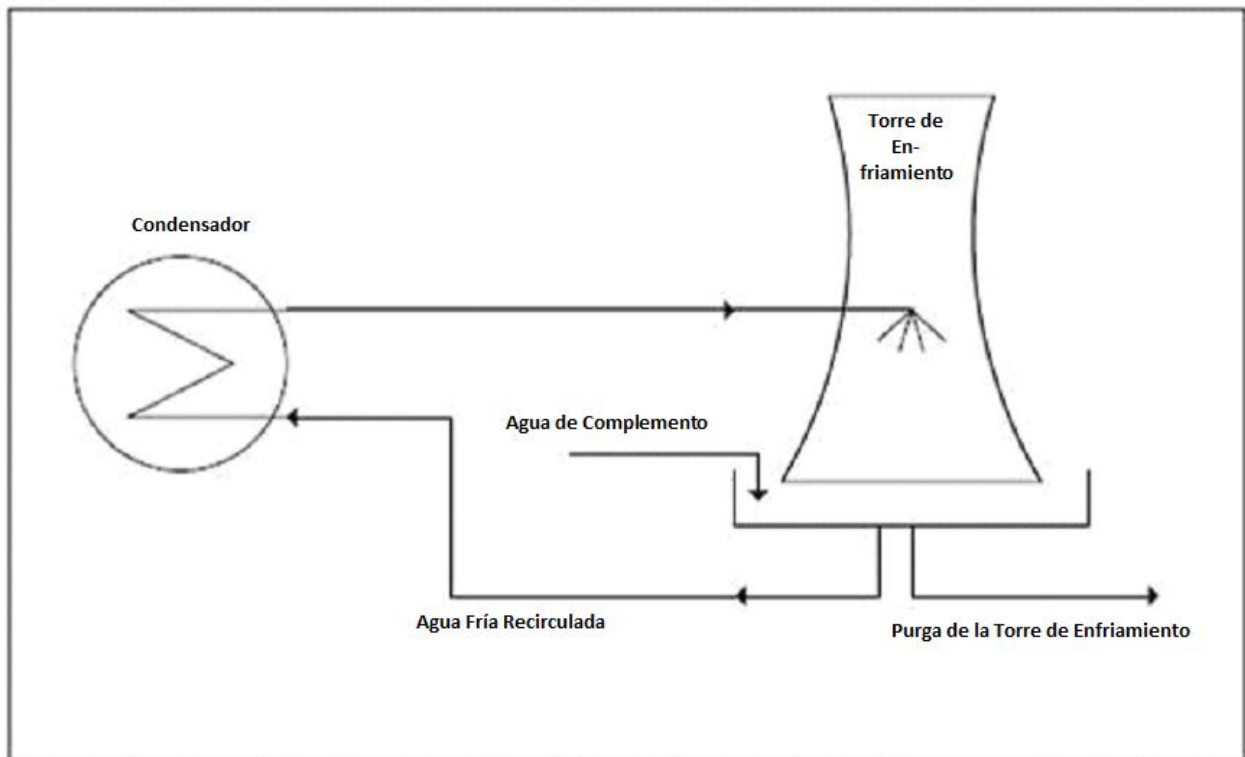 Torre de
En-
friamiento
Condensador
Agua de Complemento
Agua Fría Recirculada
Purga de la Torre de Enfriamiento